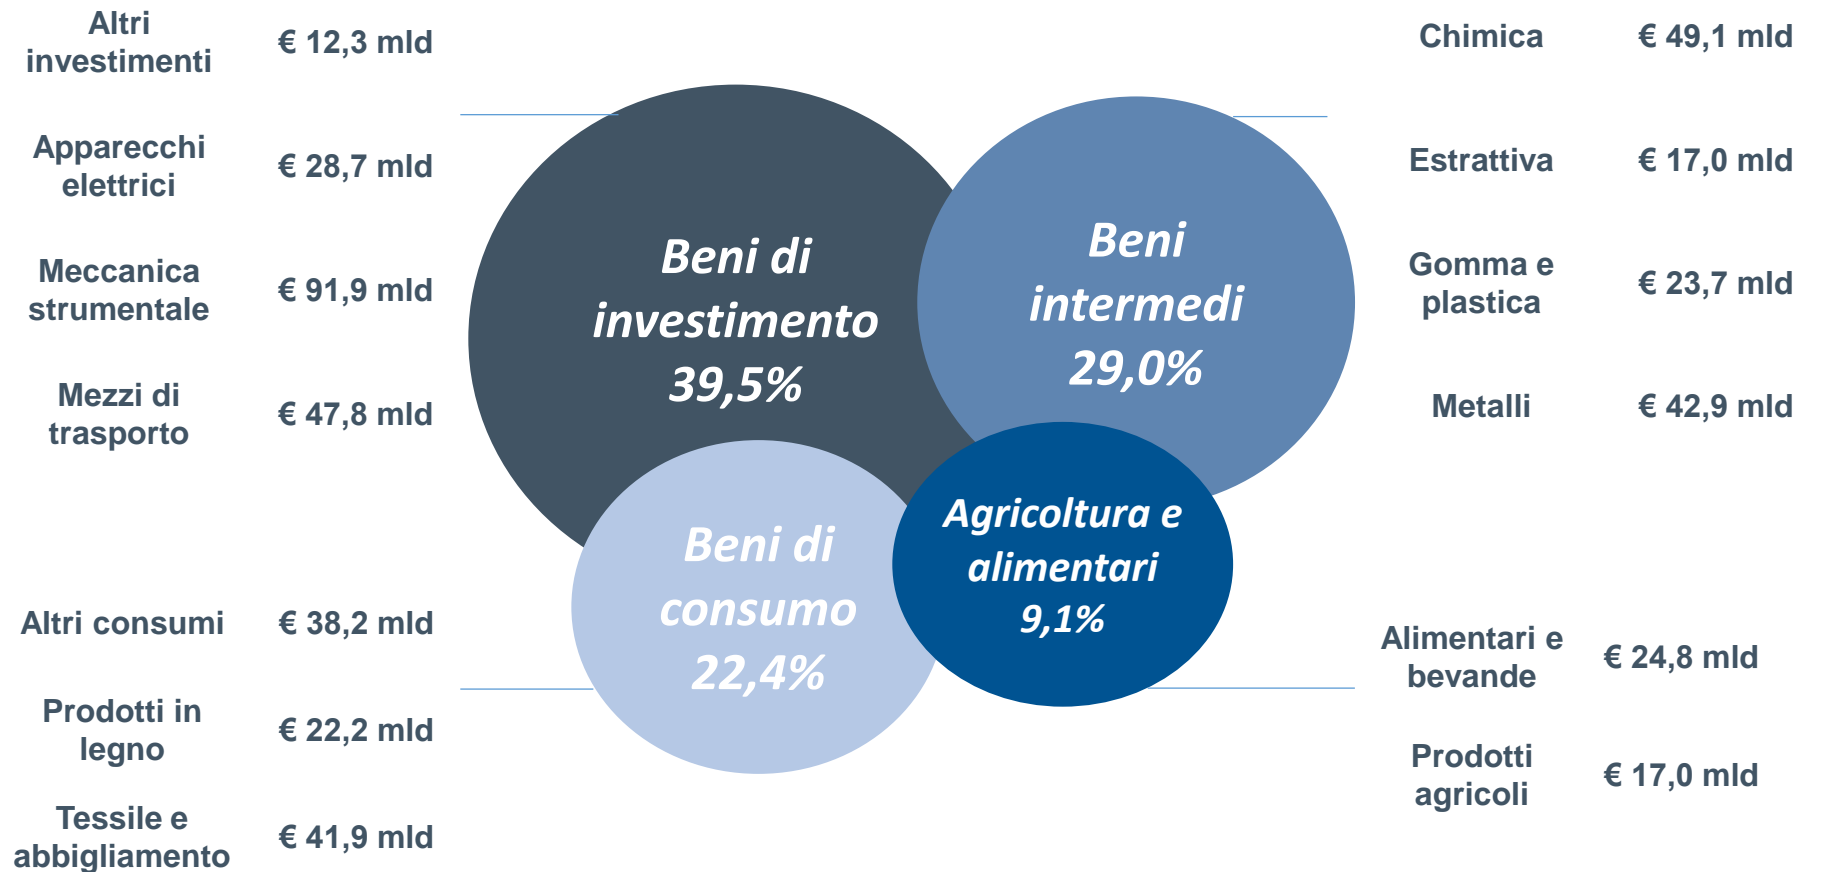 Altri
investimenti
€ 12,3 mld
Apparecchi
elettrici
€ 28,7 mld
Meccanica
strumentale
€ 91,9 mld
Mezzi di
trasporto
€ 47,8 mld
Beni di
investimento
39,5%
Beni
intermedi
29,0%
Chimica
€ 49,1 mld
Estrattiva
€ 17,0 mld
Gomma e
plastica
€ 23,7 mld
Metalli
€ 42,9 mld
Altri consumi
€ 38,2 mld
Prodotti in
legno
€ 22,2 mld
Tessile e
abbigliamento
€ 41,9 mld
Beni di
consumo
22,4%
Agricoltura e
alimentari
9,1%
Alimentari e
bevande
€ 24,8 mld
Prodotti
agricoli
€ 17,0 mld